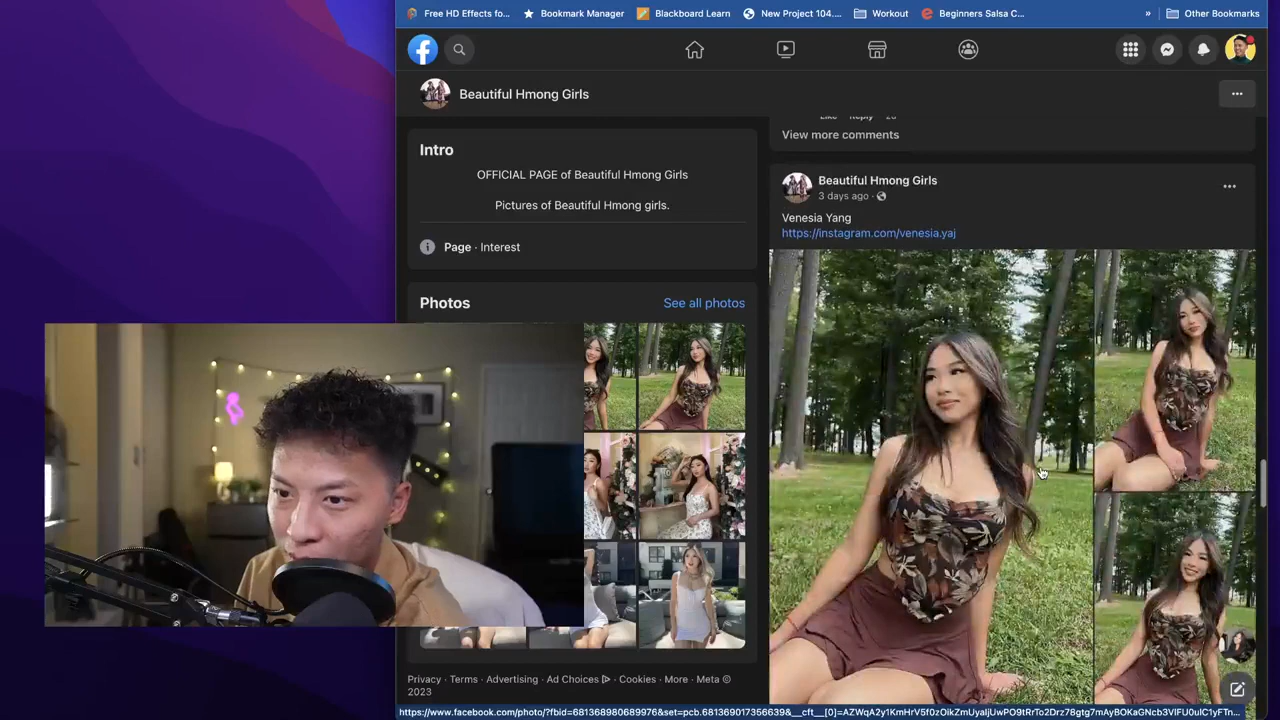 Free HD Effects fo...
Bookmark Manager
Blackboard Learn
New Project 104....
Workout
Beginners Salsa C...
»
Other Bookmarks
Beautiful Hmong Girls
Intro
OFFICIAL PAGE of Beautiful Hmong Girls
Pictures of Beautiful Hmong girls.
Page · Interest
Photos
See all photos
Privacy · Terms · Advertising · Ad Choices · Cookies · More · Meta ©
2023
Like Reply
View more comments
Beautiful Hmong Girls
3 days ago ·
Venesia Yang
https://instagram.com/venesia.yaj